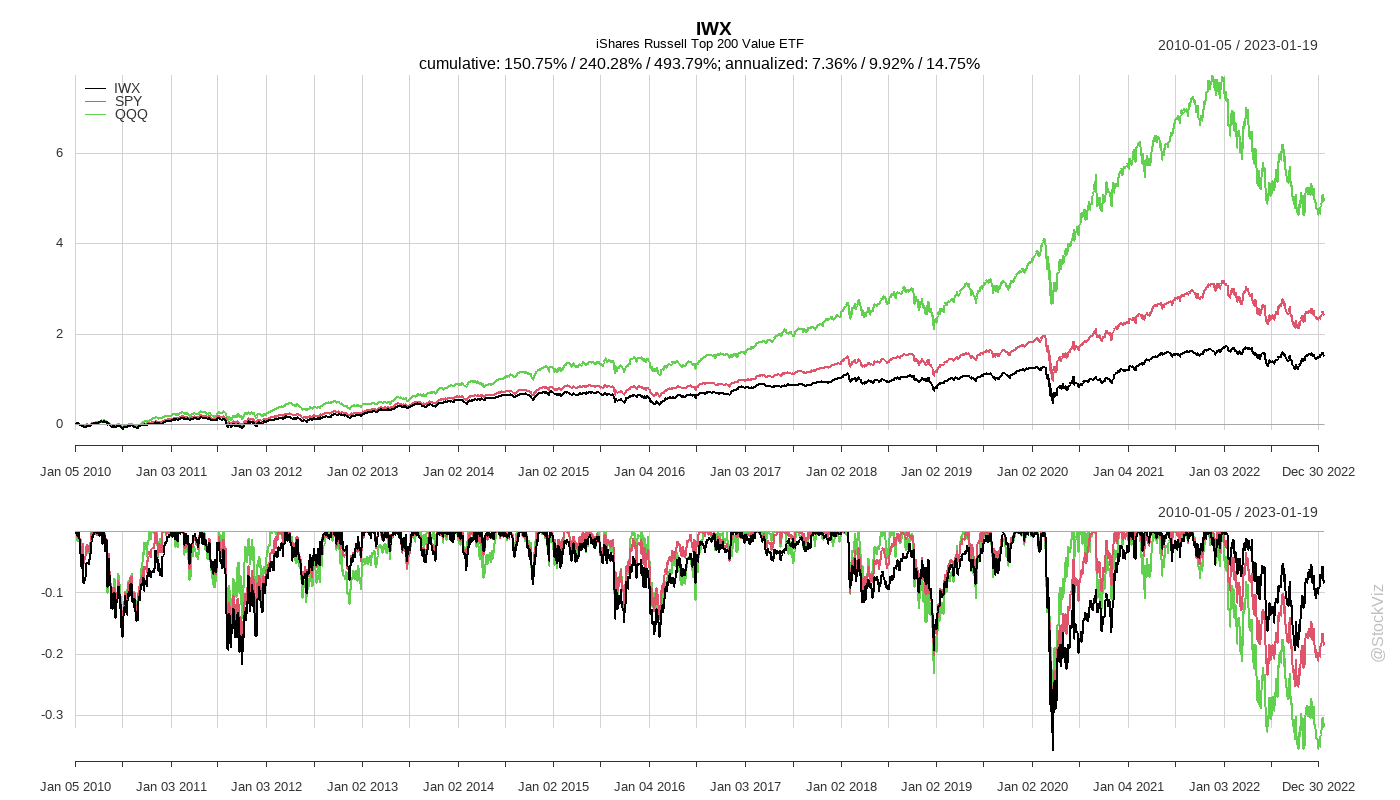 IWX
iShares Russell Top 200 Value ETF
2010-01-05 / 2023-01-19
cumulative: 150.75% / 240.28% / 493.79%; annualized: 7.36% / 9.92% / 14.75%
IWX
SPY
QQQ
6
4
2
0
Jan 05 2010 Jan 03 2011 Jan 03 2012 Jan 02 2013 Jan 02 2014 Jan 02 2015 Jan 04 2016 Jan 03 2017 Jan 02 2018 Jan 02 2019 Jan 02 2020 Jan 04 2021 Jan 03 2022 Dec 30 2022
2010-01-05 / 2023-01-19
-0.1
-0.2
-0.3
Jan 05 2010 Jan 03 2011 Jan 03 2012 Jan 02 2013 Jan 02 2014 Jan 02 2015 Jan 04 2016 Jan 03 2017 Jan 02 2018 Jan 02 2019 Jan 02 2020 Jan 04 2021 Jan 03 2022 Dec 30 2022
@StockViz